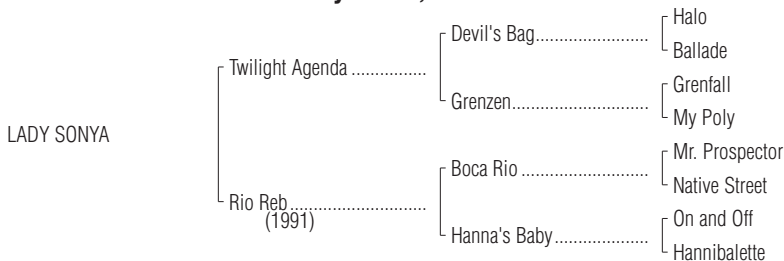 Halo
Devil's Bag
Ballade
Twilight Agenda
Grenfall
Grenzen
My Poly
LADY SONYA
Mr. Prospector
Boca Rio
Native Street
Rio Reb
(1991)
On and Off
Hanna's Baby
Hannibalette